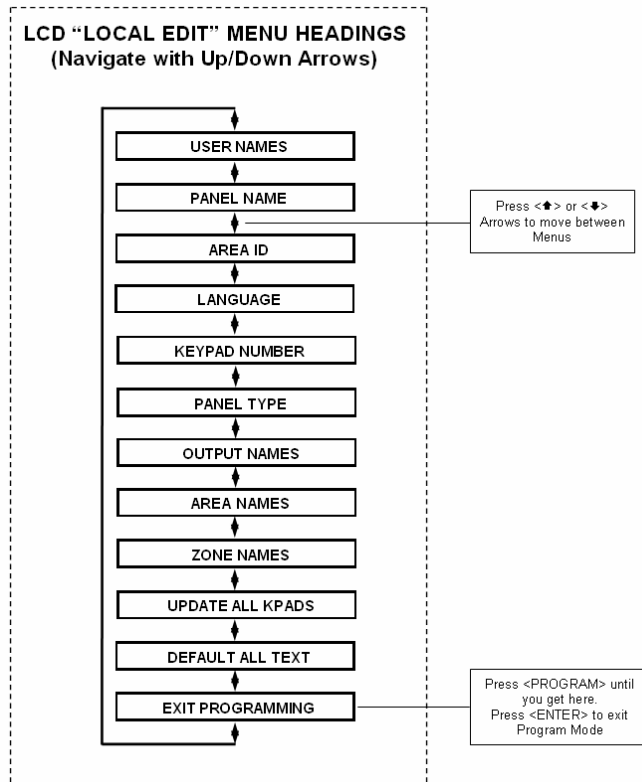 LCD “LOCAL EDIT” MENU HEADINGS
(Navigate with Up/Down Arrows)
USER NAMES
PANEL NAME
Press <🡅> or <🡇>
Arrows to move between
Menus
AREA ID
LANGUAGE
KEYPAD NUMBER
PANEL TYPE
OUTPUT NAMES
AREA NAMES
ZONE NAMES
UPDATE ALL KPADS
DEFAULT ALL TEXT
EXIT PROGRAMMING
Press <PROGRAM> until
you get here.
Press <ENTER> to exit
Program Mode